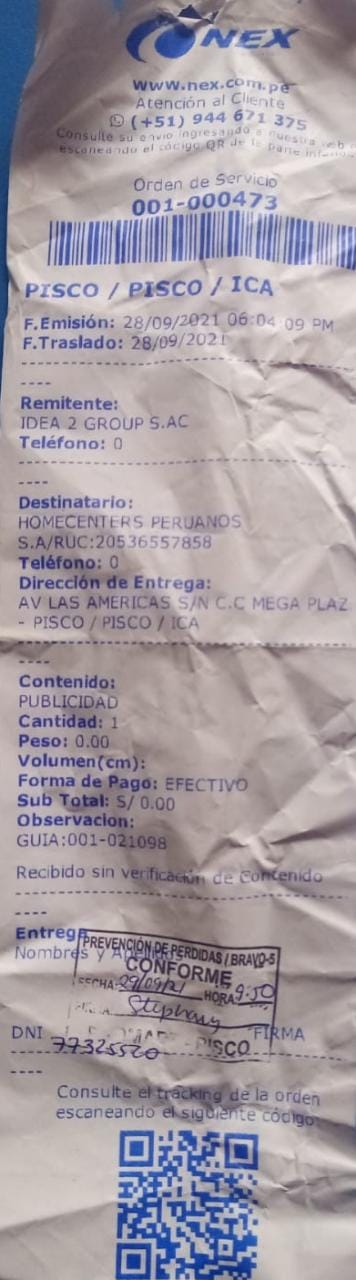 NEX
www.nex.com.pe
Atención al Cliente
(+51) 944 671 375
Consulte su envio ingresando a nuestra web o
escaneando el código QR de la parte inferior
Orden de Servicio
001-000473
PISCO / PISCO / ICA
F.Emisión: 28/09/2021 06:04:09 PM
F.Traslado: 28/09/2021
----
Remitente:
IDEA 2 GROUP S.AC
Teléfono: 0
----
Destinatario:
HOMECENTERS PERUANOS
S.A/RUC:20536557858
Teléfono: 0
Dirección de Entrega:
AV LAS AMERICAS S/N C.C MEGA PLAZ
- PISCO / PISCO / ICA
----
Contenido:
PUBLICIDAD
Cantidad: 1
Peso: 0.00
Volumen(cm):
Forma de Pago: EFECTIVO
Sub Total: S/ 0.00
Observacion:
GUIA:001-021098
Recibido sin verificación de Contenido
----
Entrega
Nombres y Apellidos
PREVENCIÓN DE PERDIDAS / BRAVO-5
CONFORME
FECHA: 29/09/21 HORA: 9:50
Stephany
PISCO
FIRMA
DNI 77325520
----
Consulte el tracking de la orden
escaneando el siguiente código: